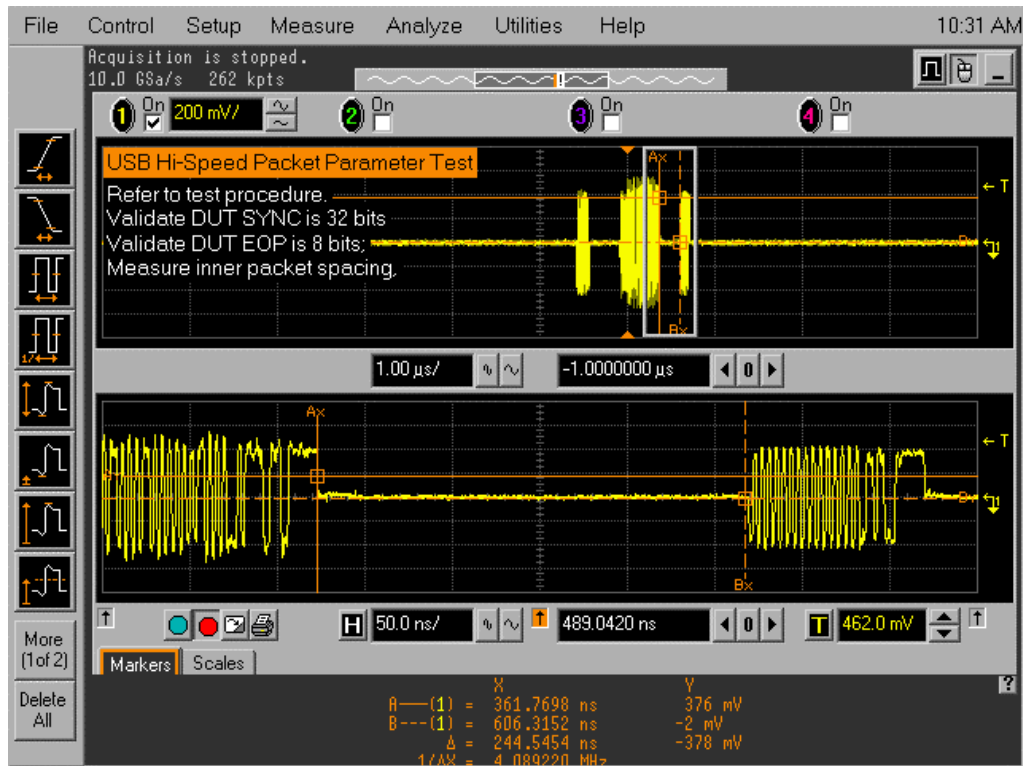 File Control Setup Measure Analyze Utilities Help 10:31 AM
Acquisition is stopped.
10.0 GSa/s 262 kpts
1 On 200 mV/ 2 On 3 On 4 On
USB Hi-Speed Packet Parameter Test
Refer to test procedure.
Validate DUT SYNC is 32 bits
Validate DUT EOP is 8 bits;
Measure inner packet spacing,
Ax
T
Bx
1.00 µs/ -1.0000000 µs 0
Ax
T
Bx
H 50.0 ns/ 489.0420 ns 0 T 462.0 mV
More
(1of 2)
Markers Scales
Delete
All
X Y
A——(1) = 361.7698 ns 376 mV
B---(1) = 606.3152 ns -2 mV
Δ = 244.5454 ns -378 mV
1/ΔX = 4.089220 MHz